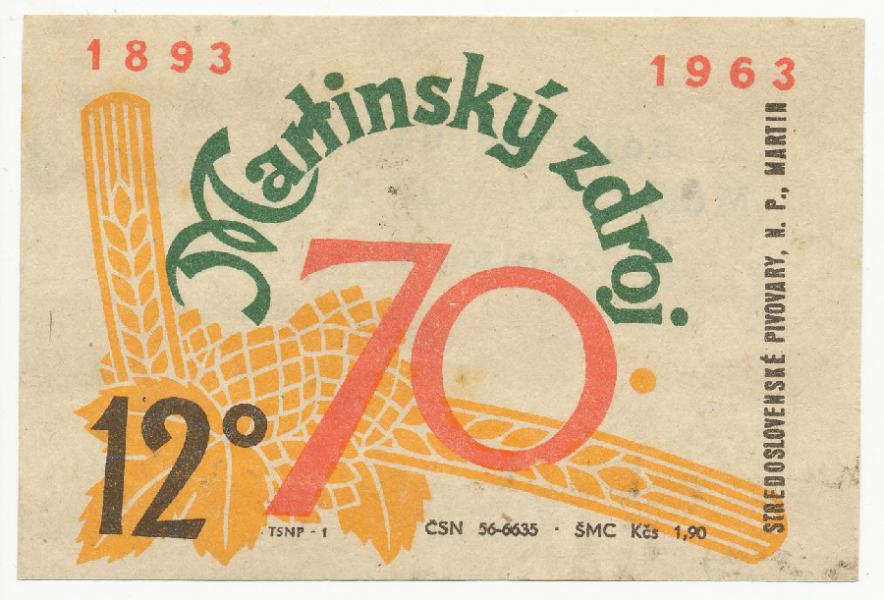 1893
1963
Martinský zdroj
70
12°
TSNP - 1
ČSN 56-6635 · ŠMC Kčs 1,90
STREDOSLOVENSKÉ PIVOVARY, N. P., MARTIN